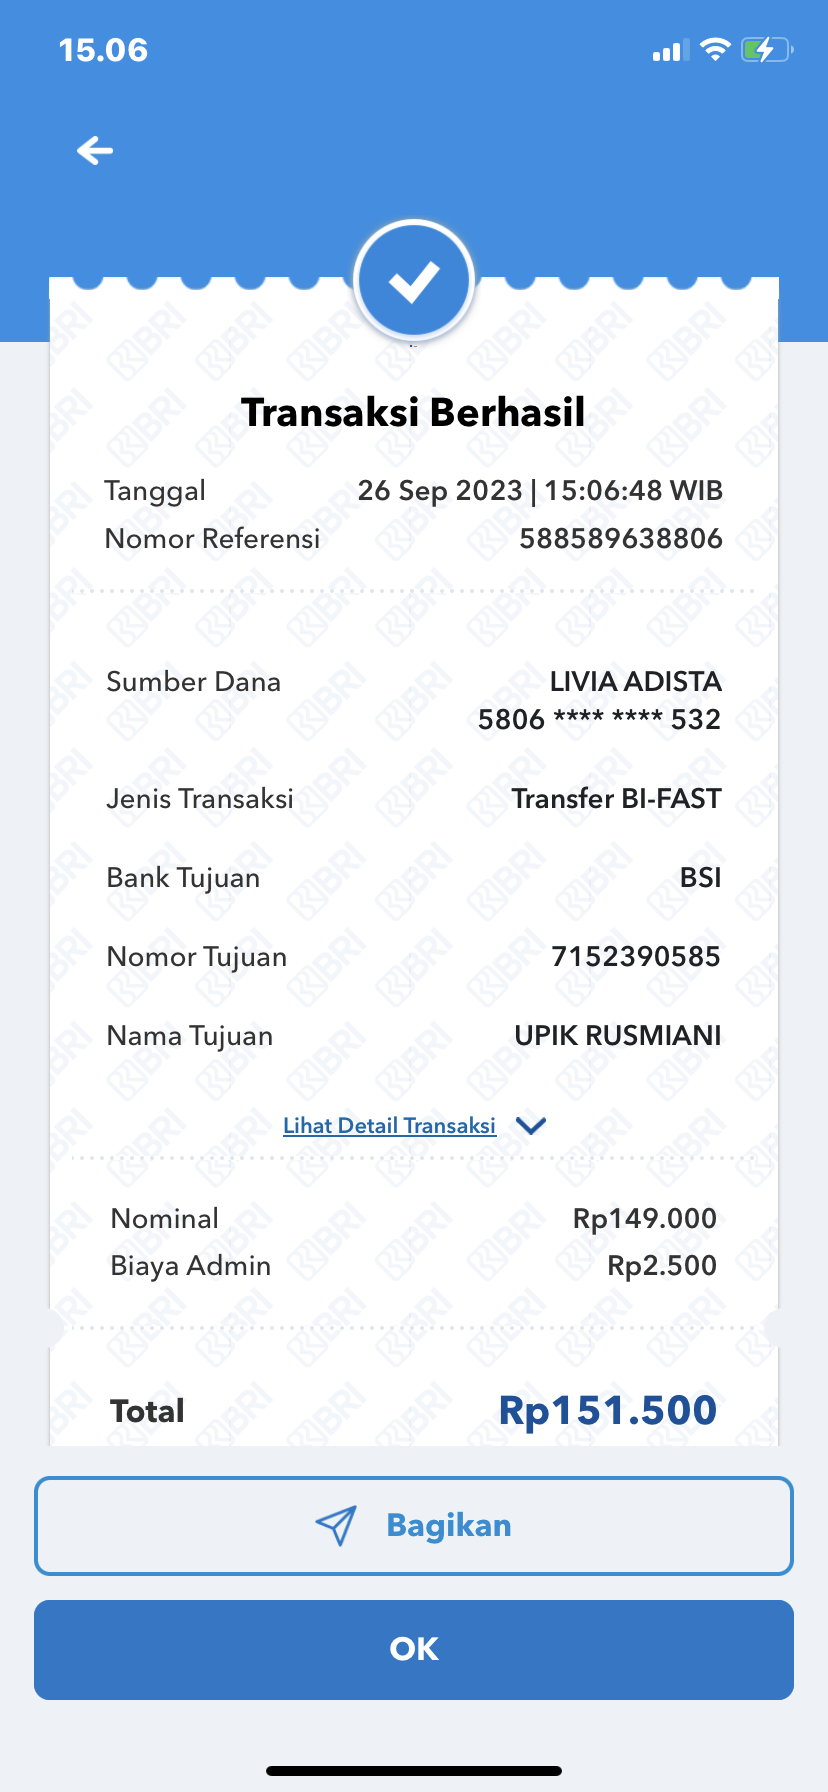 15.06
Transaksi Berhasil
Tanggal 26 Sep 2023 | 15:06:48 WIB
Nomor Referensi 588589638806
Sumber Dana LIVIA ADISTA
5806 **** **** 532
Jenis Transaksi Transfer BI-FAST
Bank Tujuan BSI
Nomor Tujuan 7152390585
Nama Tujuan UPIK RUSMIANI
Lihat Detail Transaksi
Nominal Rp149.000
Biaya Admin Rp2.500
Total Rp151.500
Bagikan
OK